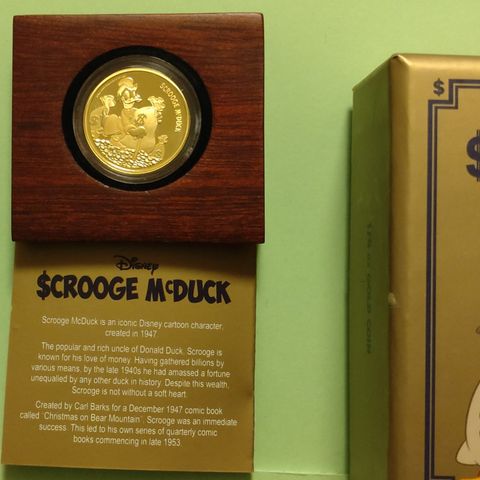 SCROOGE McDUCK
Disney
$CROOGE McDUCK
Scrooge McDuck is an iconic Disney cartoon character,
created in 1947.
The popular and rich uncle of Donald Duck, Scrooge is
known for his love of money. Having gathered billions by
various means, by the late 1940s he had amassed a fortune
unequalled by any other duck in history. Despite this wealth,
Scrooge is not without a soft heart.
Created by Carl Barks for a December 1947 comic book
called ‘Christmas on Bear Mountain’. Scrooge was an immediate
success. This led to his own series of quarterly comic
books commencing in late 1953.
$
$
1/4 oz GOLD COIN